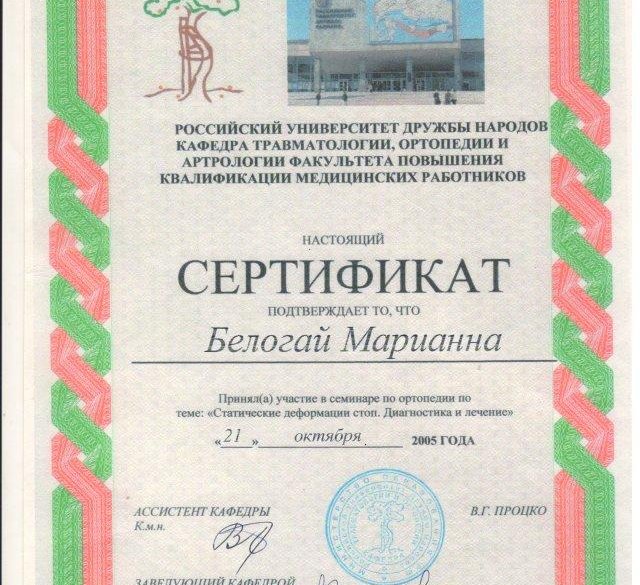 РОССИЙСКИЙ УНИВЕРСИТЕТ ДРУЖБЫ НАРОДОВ
КАФЕДРА ТРАВМАТОЛОГИИ, ОРТОПЕДИИ И
АРТРОЛОГИИ ФАКУЛЬТЕТА ПОВЫШЕНИЯ
КВАЛИФИКАЦИИ МЕДИЦИНСКИХ РАБОТНИКОВ
НАСТОЯЩИЙ
СЕРТИФИКАТ
ПОДТВЕРЖДАЕТ ТО, ЧТО
Белогай Марианна
Принял(а) участие в семинаре по ортопедии по
теме: «Статические деформации стоп. Диагностика и лечение»
«21» октября 2005 ГОДА
АССИСТЕНТ КАФЕДРЫ В.Г. ПРОЦКО
К.м.н.
ЗАВЕДУЮЩИЙ КАФЕДРОЙ